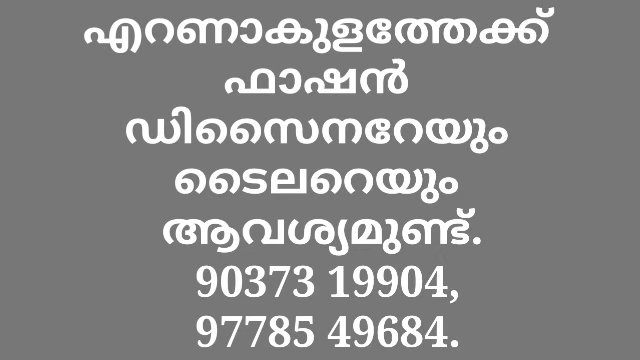 എറണാകുളത്തേക്ക്
ഫാഷൻ
ഡിസൈനറേയും
ടൈലറെയും
ആവശ്യമുണ്ട്.
90373 19904,
97785 49684.